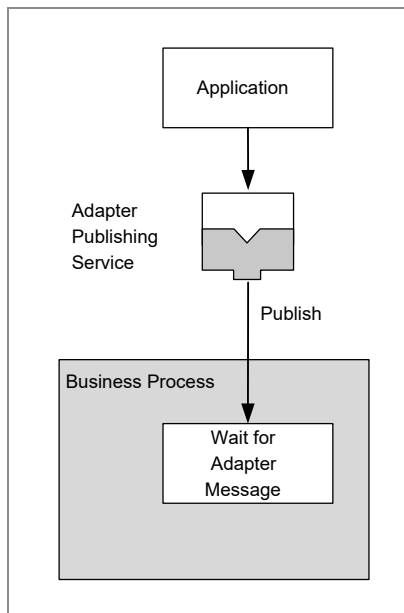 Application
Adapter
Publishing
Service
Publish
Business Process
Wait for
Adapter
Message